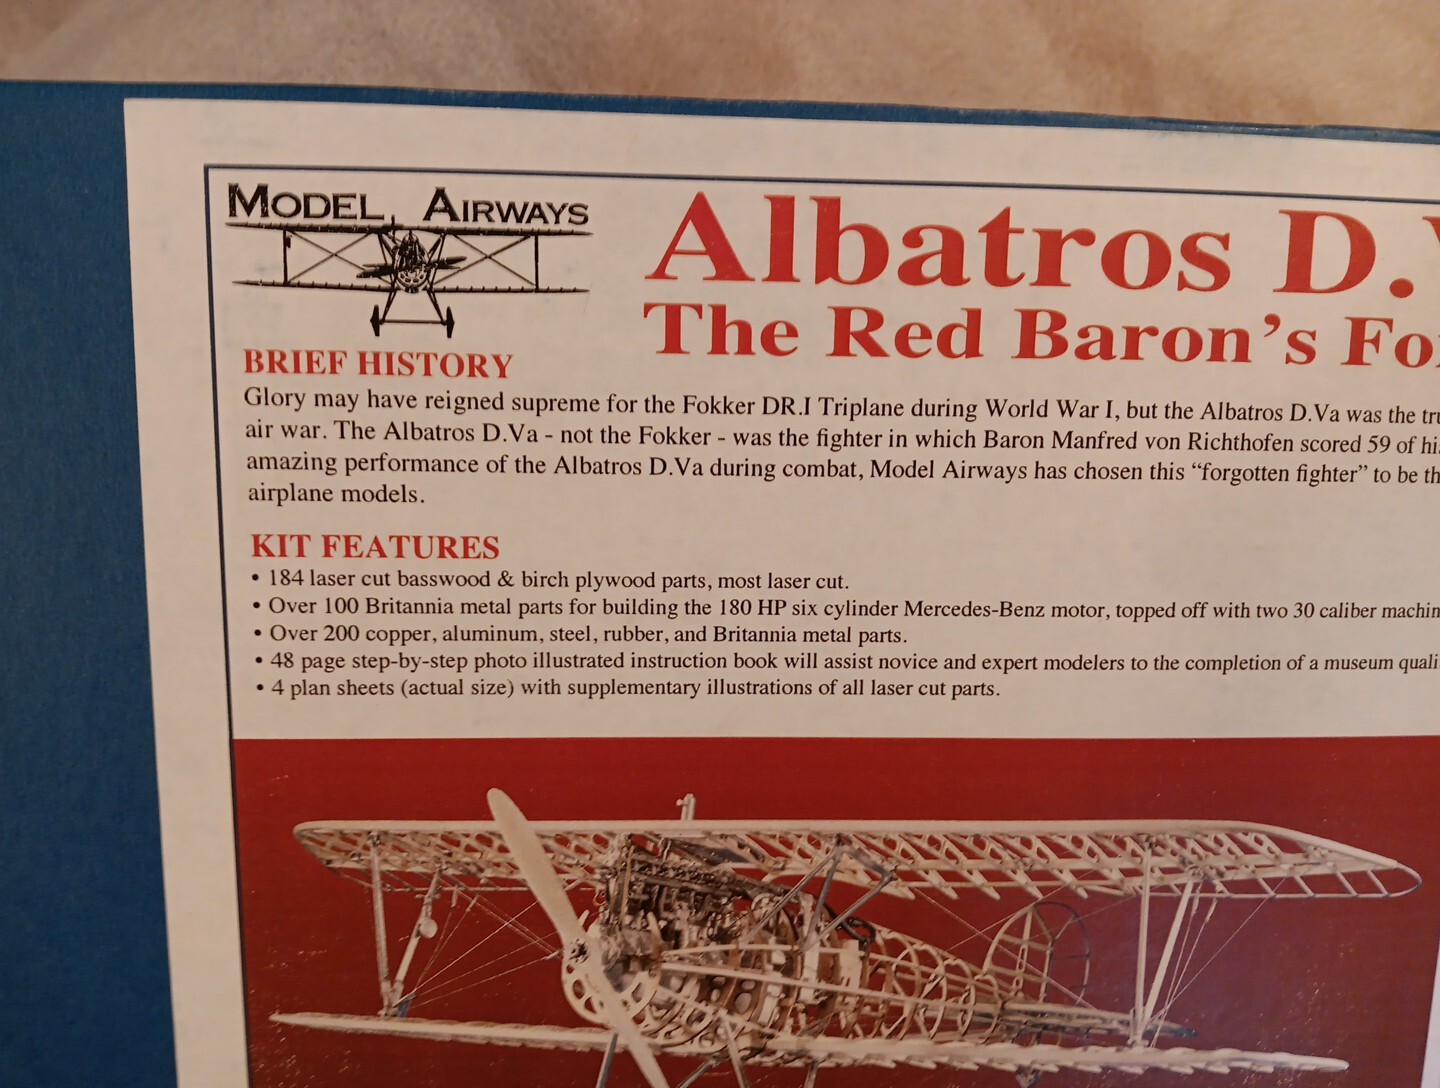 MODEL AIRWAYS
Albatros D.
The Red Baron's
BRIEF HISTORY
Glory may have reigned supreme for the Fokker DR.I Triplane during World War I, but the Albatros D.Va was the
air war. The Albatros D.Va - not the Fokker - was the fighter in which Baron Manfred von Richthofen scored 59 of
amazing performance of the Albatros D.Va during combat, Model Airways has chosen this “forgotten fighter” to be
airplane models.
KIT FEATURES
• 184 laser cut basswood & birch plywood parts, most laser cut.
• Over 100 Britannia metal parts for building the 180 HP six cylinder Mercedes-Benz motor, topped off with two 30 caliber
• Over 200 copper, aluminum, steel, rubber, and Britannia metal parts.
• 48 page step-by-step photo illustrated instruction book will assist novice and expert modelers to the completion of a museum
• 4 plan sheets (actual size) with supplementary illustrations of all laser cut parts.